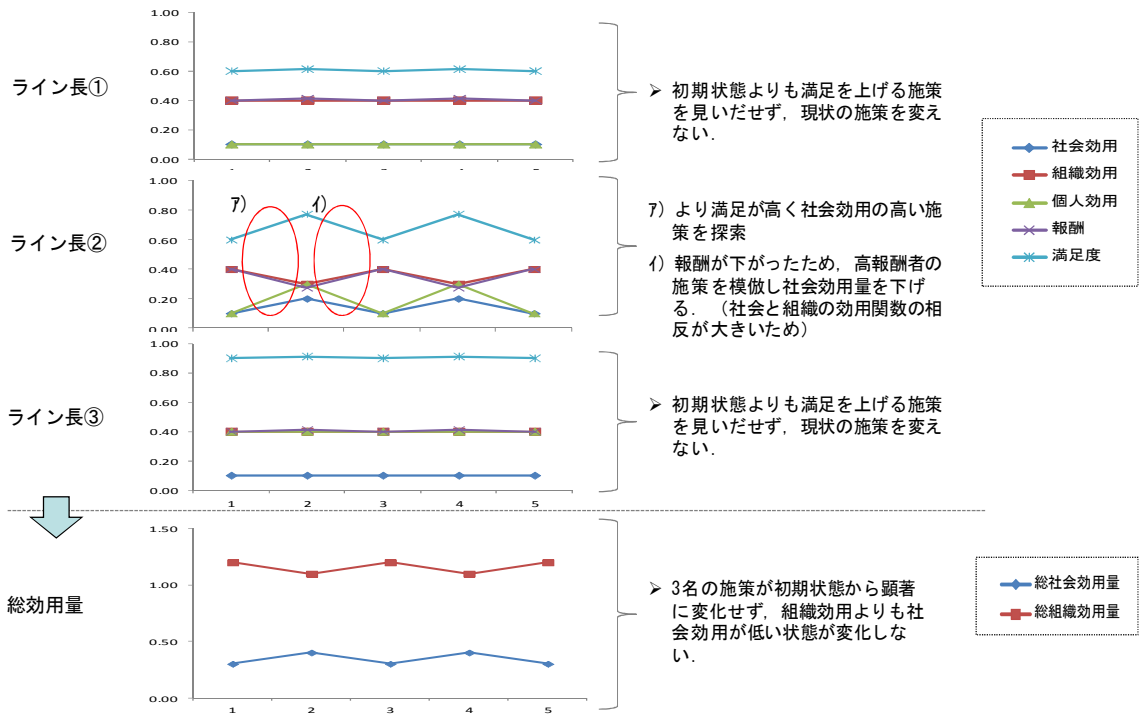 1.00
0.80
0.60
0.40
0.20
0.00
ライン長①
➢ 初期状態よりも満足を上げる施策
を見いだせず，現状の施策を変え
ない．
社会効用
組織効用
個人効用
報酬
満足度
1.00
0.80
0.60
0.40
0.20
0.00
ｱ)
ｲ)
ライン長②
ｱ) より満足が高く社会効用の高い施
策を探索
ｲ) 報酬が下がったため，高報酬者の
施策を模倣し社会効用量を下げ
る．（社会と組織の効用関数の相
反が大きいため）
1.00
0.80
0.60
0.40
0.20
0.00
1 2 3 4 5
ライン長③
➢ 初期状態よりも満足を上げる施策
を見いだせず，現状の施策を変え
ない．
1.50
1.00
0.50
0.00
1 2 3 4 5
総効用量
➢ 3名の施策が初期状態から顕著
に変化せず，組織効用よりも社
会効用が低い状態が変化しな
い．
総社会効用量
総組織効用量